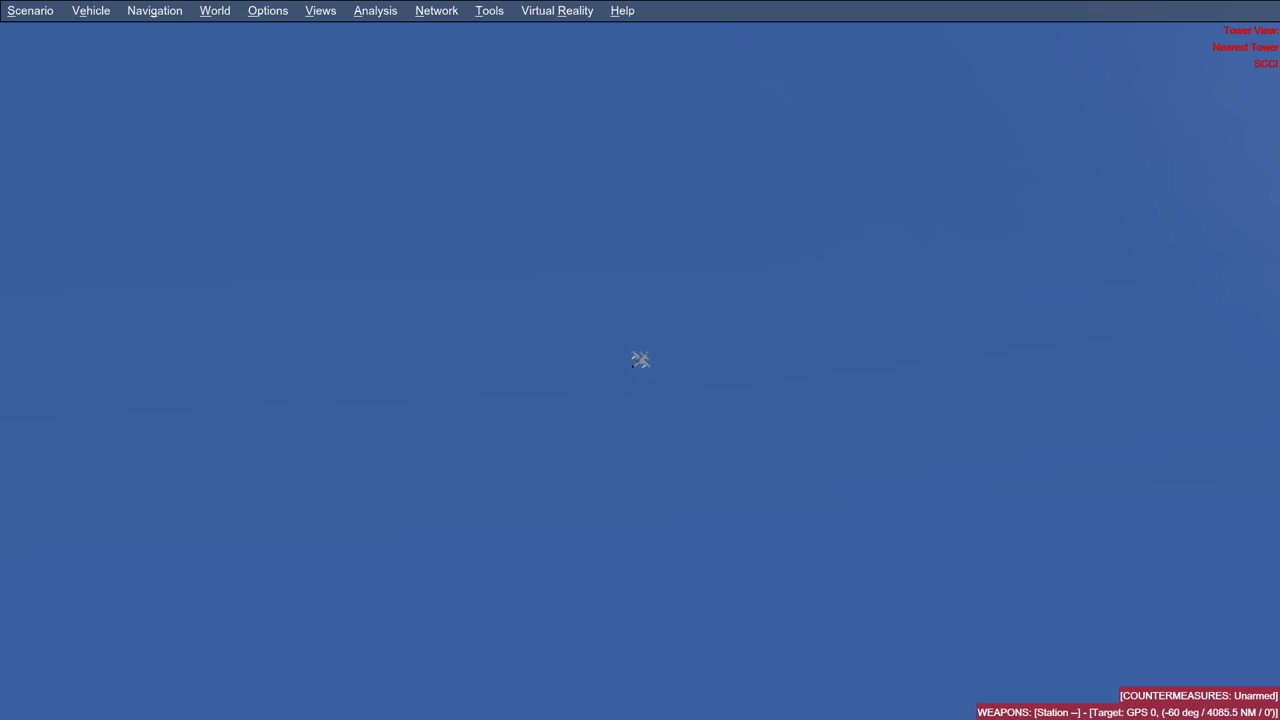 Scenario Vehicle Navigation World Options Views Analysis Network Tools Virtual Reality Help
Tower View:
Nearest Tower
SCCI
[COUNTERMEASURES: Unarmed]
WEAPONS: [Station --] - [Target: GPS 0, (-60 deg / 4085.5 NM / 0')]